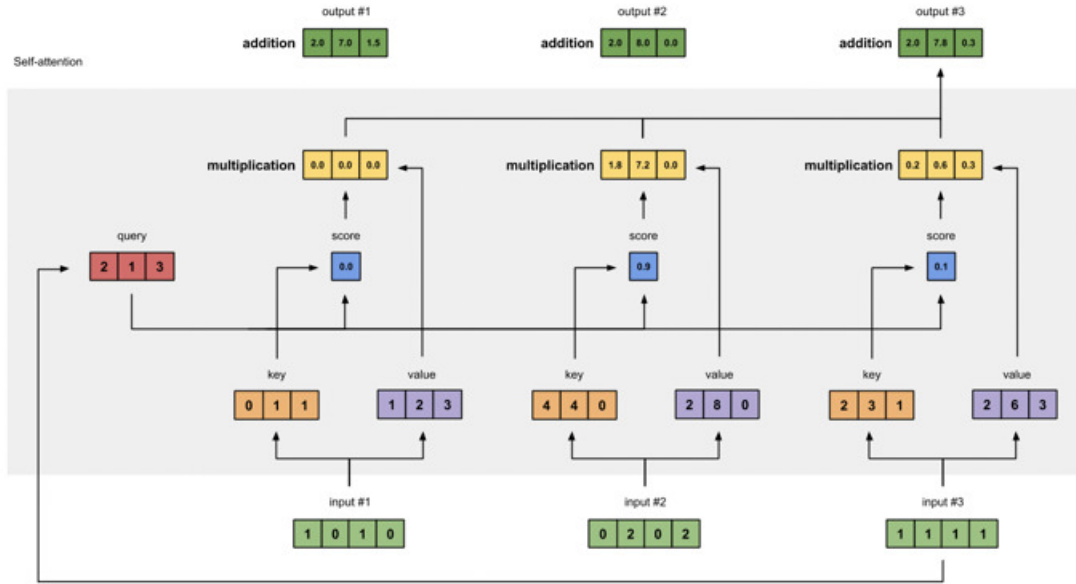 output #1 output #2 output #3
addition 2.0 7.0 1.5 addition 2.0 8.0 0.0 addition 2.0 7.8 0.3
Self-attention
multiplication 0.0 0.0 0.0 multiplication 1.8 7.2 0.0 multiplication 0.2 0.6 0.3
query score score score
2 1 3 0.0 0.9 0.1
key value key value key value
0 1 1 1 2 3 4 4 0 2 8 0 2 3 1 2 6 3
input #1 input #2 input #3
1 0 1 0 0 2 0 2 1 1 1 1